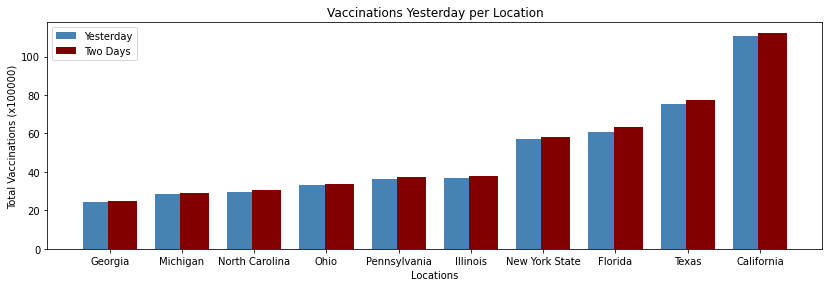 Vaccinations Yesterday per Location
Yesterday
Two Days
Total Vaccinations (x100000)
100
80
60
40
20
0
Georgia Michigan North Carolina Ohio Pennsylvania Illinois New York State Florida Texas California
Locations